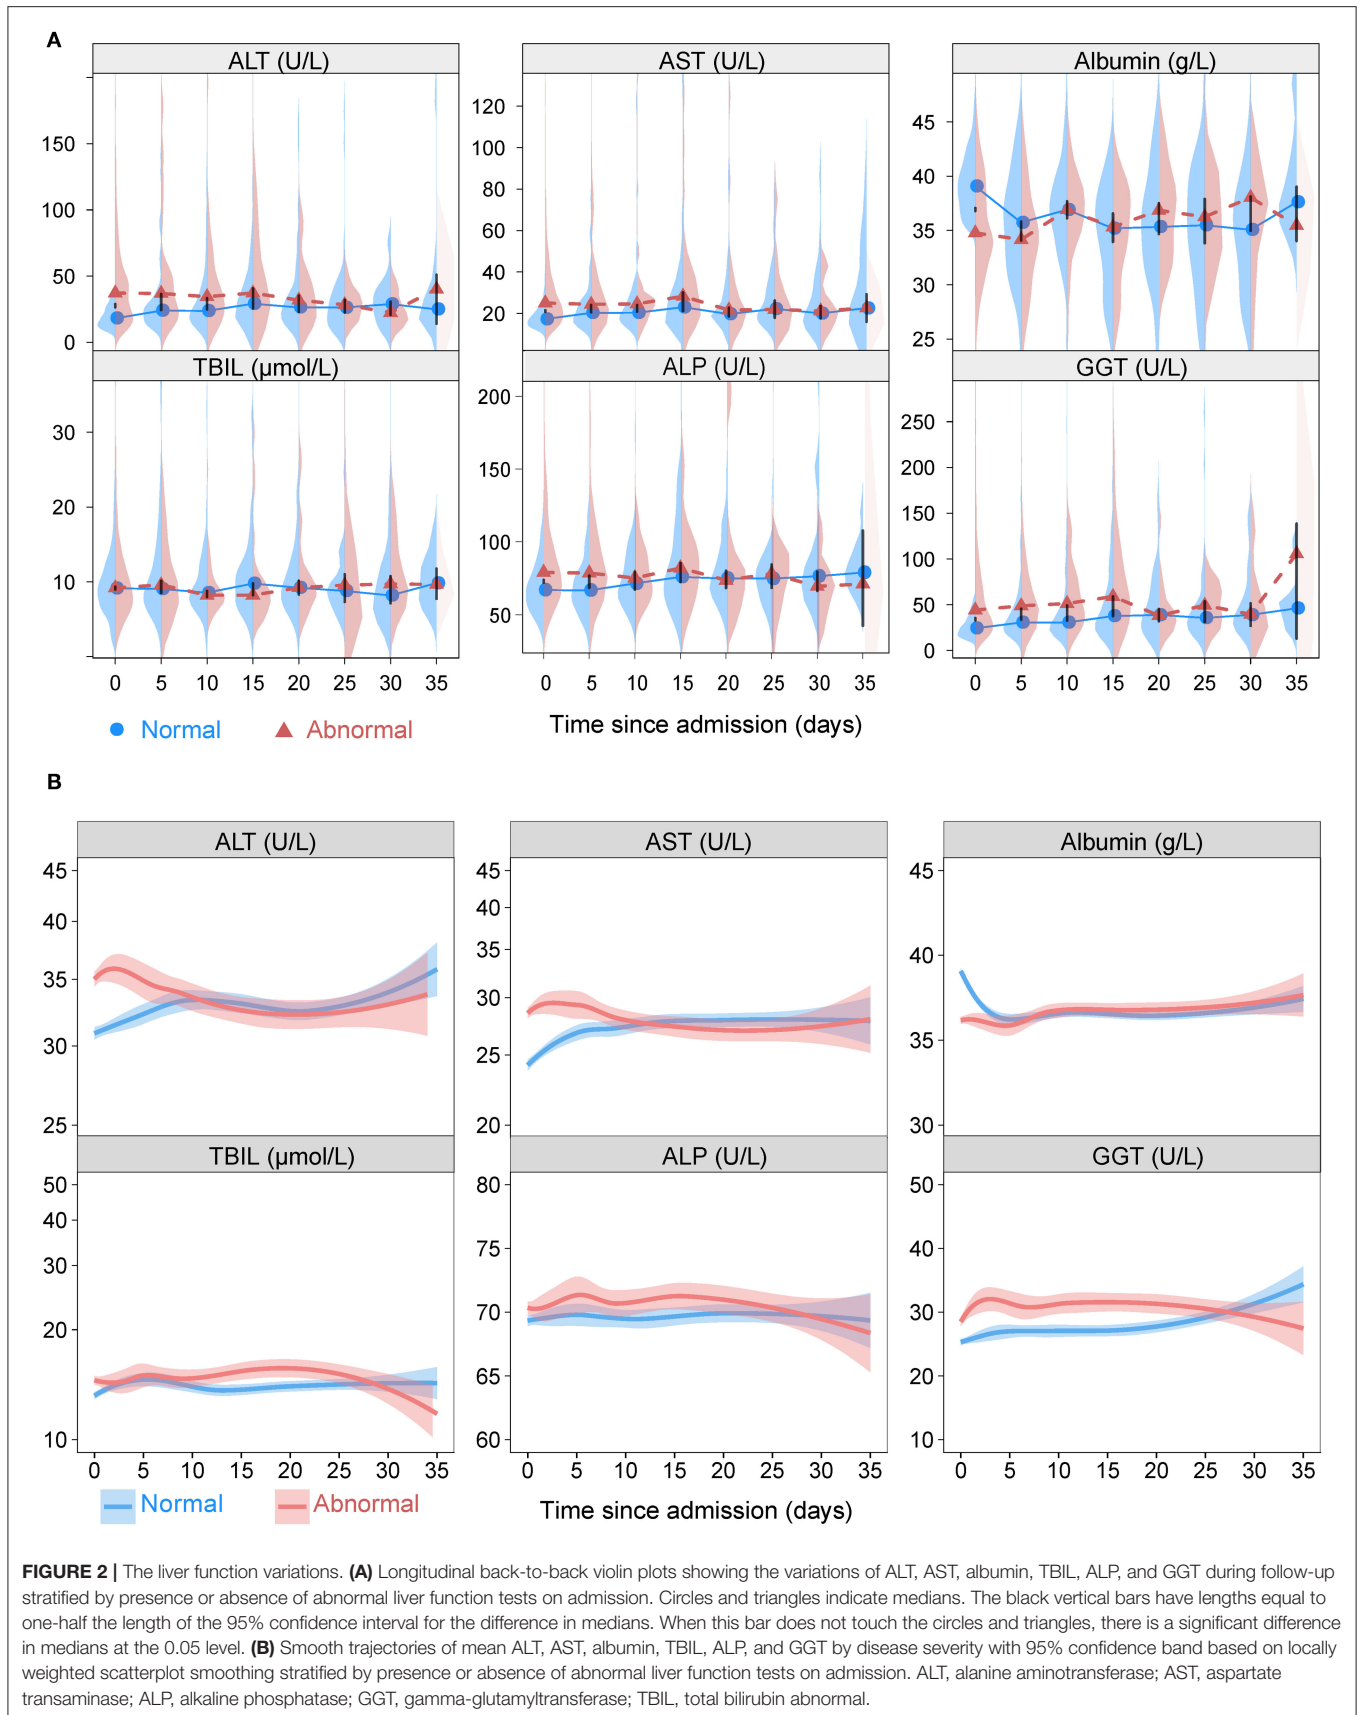 A
ALT (U/L)
AST (U/L)
Albumin (g/L)
150
100
50
0
120
100
80
60
40
20
45
40
35
30
25
TBIL (µmol/L)
ALP (U/L)
GGT (U/L)
30
20
10
200
150
100
50
250
200
150
100
50
0
0 5 10 15 20 25 30 35
0 5 10 15 20 25 30 35
0 5 10 15 20 25 30 35
Normal Abnormal
Time since admission (days)
B
ALT (U/L)
AST (U/L)
Albumin (g/L)
45
40
35
30
25
45
40
35
30
25
20
45
40
35
30
TBIL (µmol/L)
ALP (U/L)
GGT (U/L)
50
40
30
20
10
80
75
70
65
60
50
40
30
20
10
0 5 10 15 20 25 30 35
0 5 10 15 20 25 30 35
0 5 10 15 20 25 30 35
Normal Abnormal
Time since admission (days)
FIGURE 2 | The liver function variations. (A) Longitudinal back-to-back violin plots showing the variations of ALT, AST, albumin, TBIL, ALP, and GGT during follow-up
stratified by presence or absence of abnormal liver function tests on admission. Circles and triangles indicate medians. The black vertical bars have lengths equal to
one-half the length of the 95% confidence interval for the difference in medians. When this bar does not touch the circles and triangles, there is a significant difference
in medians at the 0.05 level. (B) Smooth trajectories of mean ALT, AST, albumin, TBIL, ALP, and GGT by disease severity with 95% confidence band based on locally
weighted scatterplot smoothing stratified by presence or absence of abnormal liver function tests on admission. ALT, alanine aminotransferase; AST, aspartate
transaminase; ALP, alkaline phosphatase; GGT, gamma-glutamyltransferase; TBIL, total bilirubin abnormal.